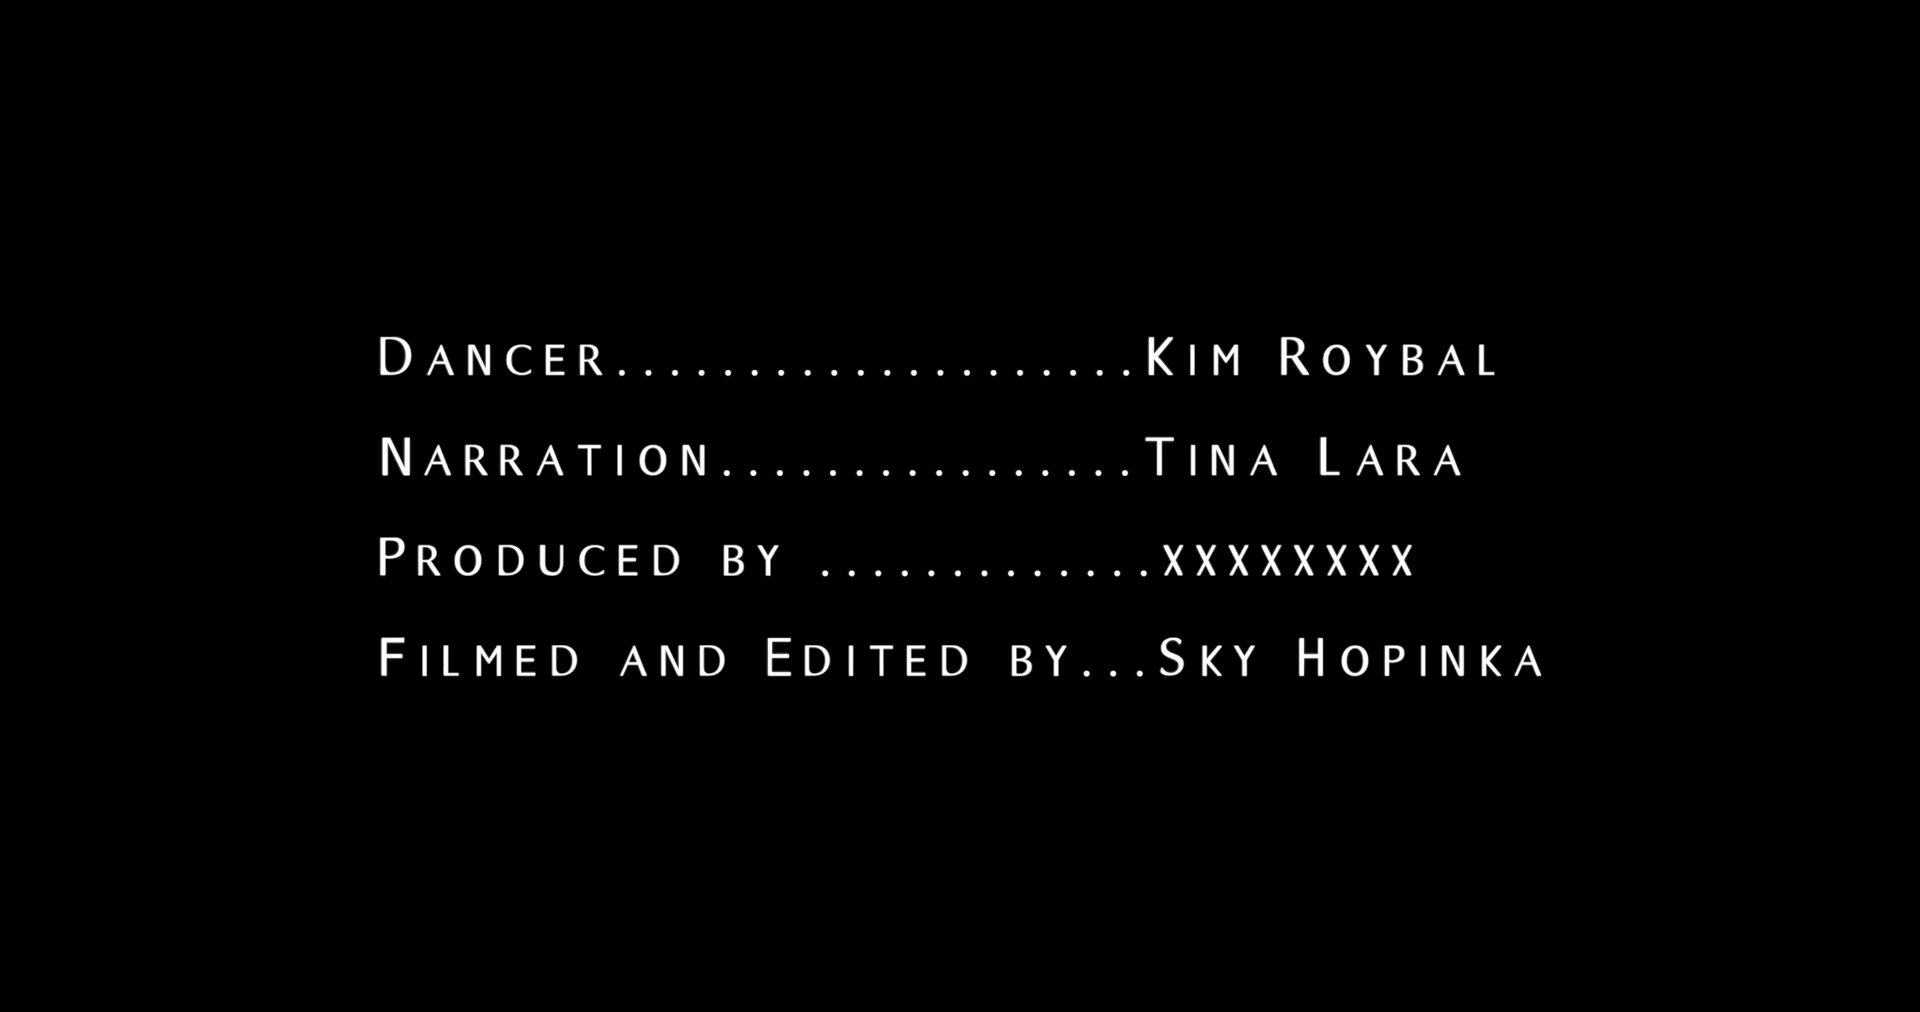 Dancer....................Kim Roybal
Narration................Tina Lara
Produced by .............xxxxxxxx
Filmed and Edited by...Sky Hopinka